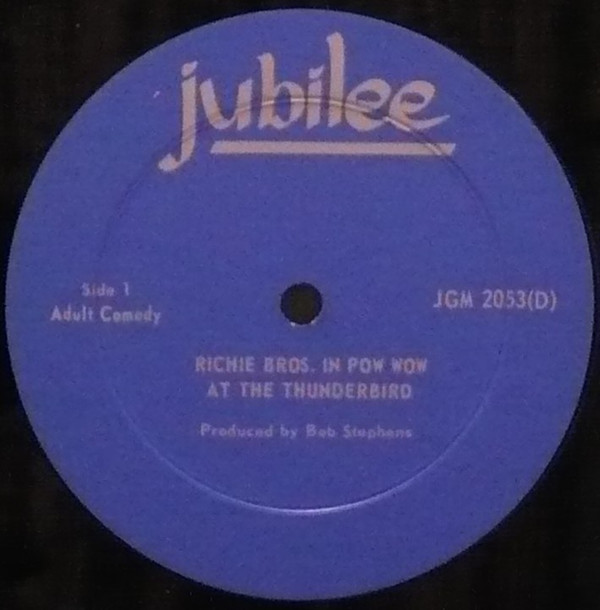 jubilee
Side 1
Adult Comedy
JGM 2053(D)
RICHIE BROS. IN POW WOW
AT THE THUNDERBIRD
Produced by Bob Stephens